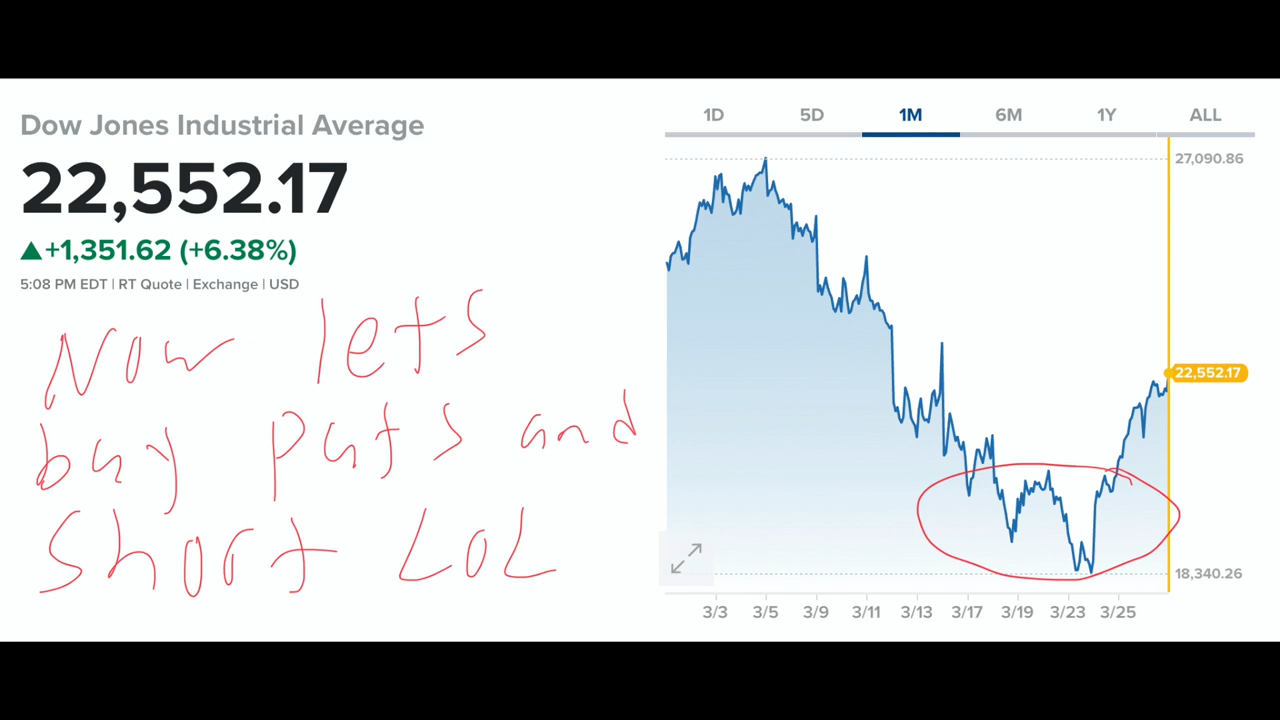 Dow Jones Industrial Average
22,552.17
▲+1,351.62 (+6.38%)
5:08 PM EDT | RT Quote | Exchange | USD
Now lets
buy puts and
Short LOL
1D 5D 1M 6M 1Y ALL
27,090.86
22,552.17
18,340.26
3/3 3/5 3/9 3/11 3/13 3/17 3/19 3/23 3/25